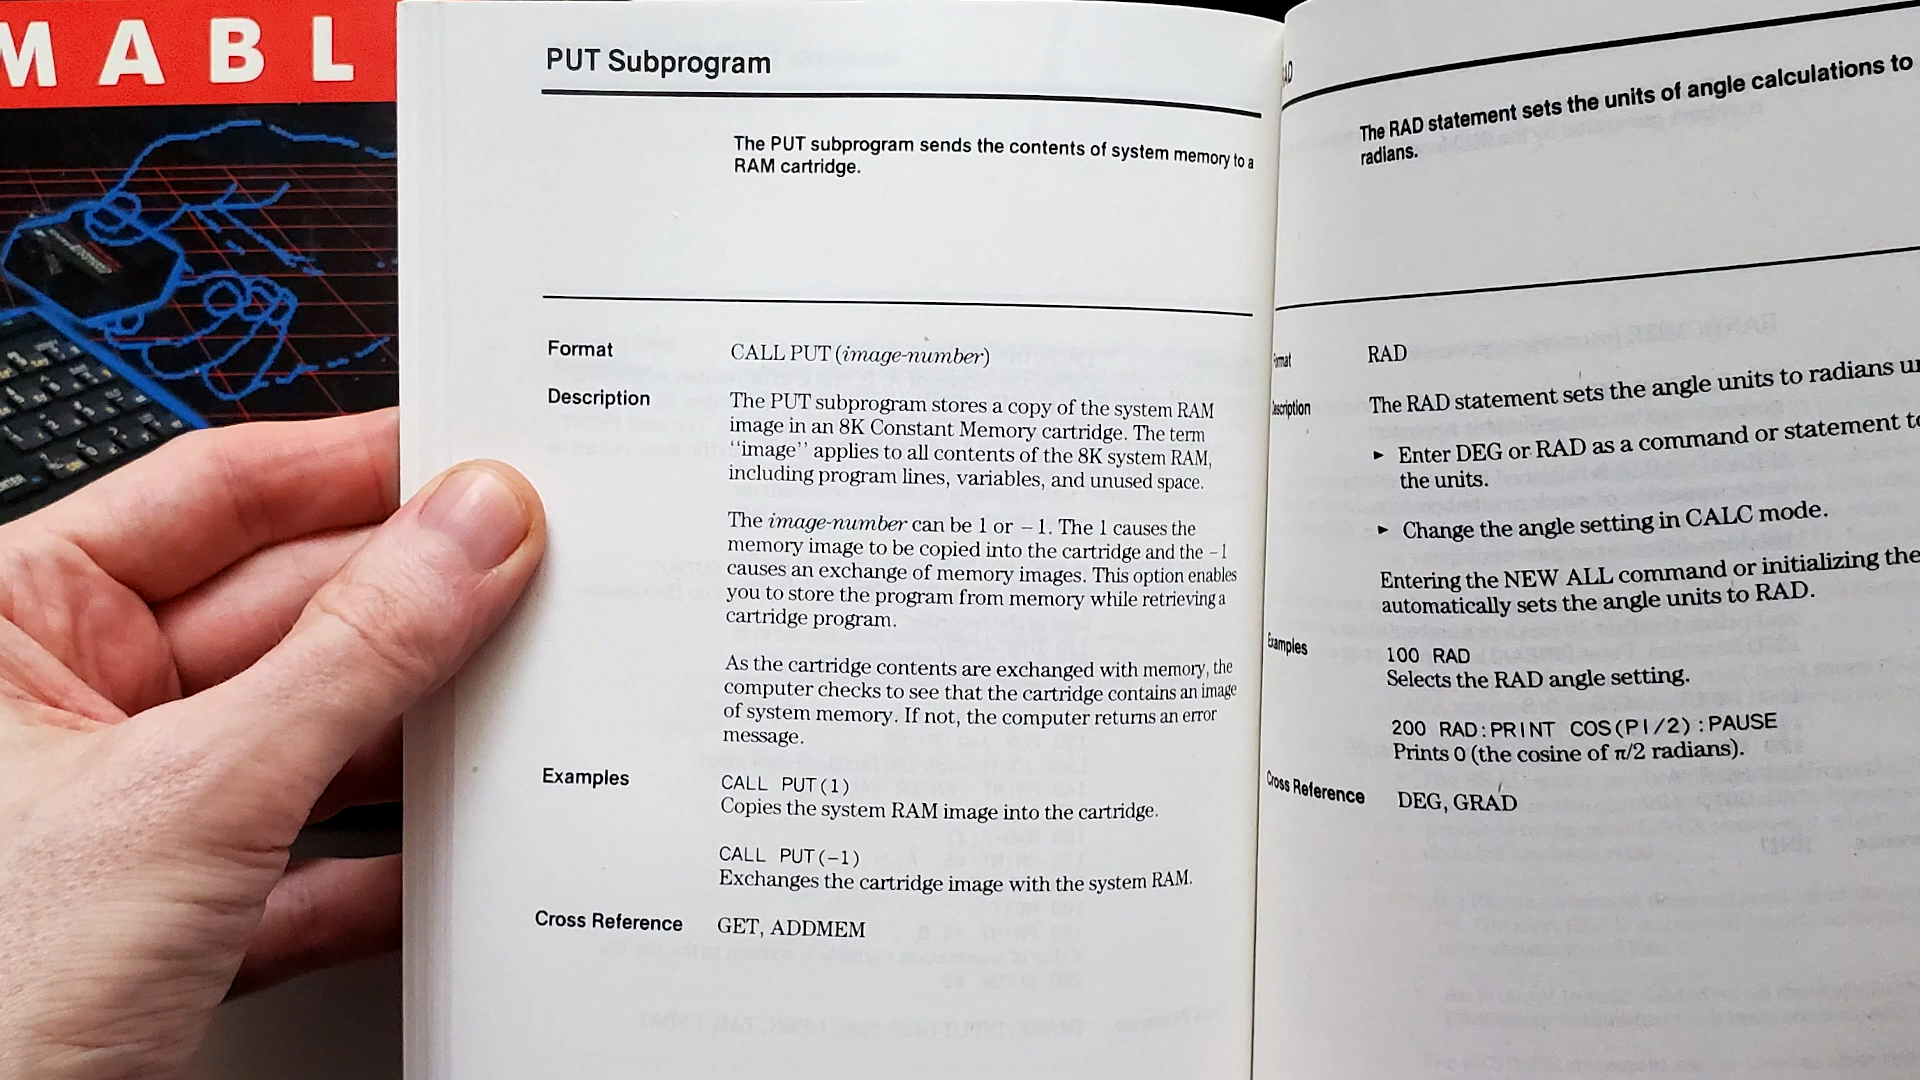 MABL
PUT Subprogram
The PUT subprogram sends the contents of system memory to a
RAM cartridge.
Format
CALL PUT (image-number)
Description
The PUT subprogram stores a copy of the system RAM
image in an 8K Constant Memory cartridge. The term
“image” applies to all contents of the 8K system RAM,
including program lines, variables, and unused space.
The image-number can be 1 or −1. The 1 causes the
memory image to be copied into the cartridge and the −1
causes an exchange of memory images. This option enables
you to store the program from memory while retrieving a
cartridge program.
As the cartridge contents are exchanged with memory, the
computer checks to see that the cartridge contains an image
of system memory. If not, the computer returns an error
message.
Examples
CALL PUT(1)
Copies the system RAM image into the cartridge.
CALL PUT(−1)
Exchanges the cartridge image with the system RAM.
Cross Reference
GET, ADDMEM
AD
The RAD statement sets the units of angle calculations to
radians.
ormat
RAD
Description
The RAD statement sets the angle units to radians un
► Enter DEG or RAD as a command or statement to
the units.
► Change the angle setting in CALC mode.
Entering the NEW ALL command or initializing the
automatically sets the angle units to RAD.
Examples
100 RAD
Selects the RAD angle setting.
200 RAD:PRINT COS(PI/2):PAUSE
Prints 0 (the cosine of π/2 radians).
Cross Reference
DEG, GRAD